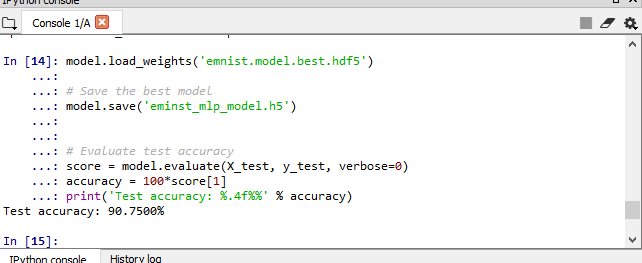 IPython console
Console 1/A
In [14]: model.load_weights('emnist.model.best.hdf5')
...:
...: # Save the best model
...: model.save('eminst_mlp_model.h5')
...:
...:
...: # Evaluate test accuracy
...: score = model.evaluate(X_test, y_test, verbose=0)
...: accuracy = 100*score[1]
...: print('Test accuracy: %.4f%%' % accuracy)
Test accuracy: 90.7500%
In [15]:
IPython console History log